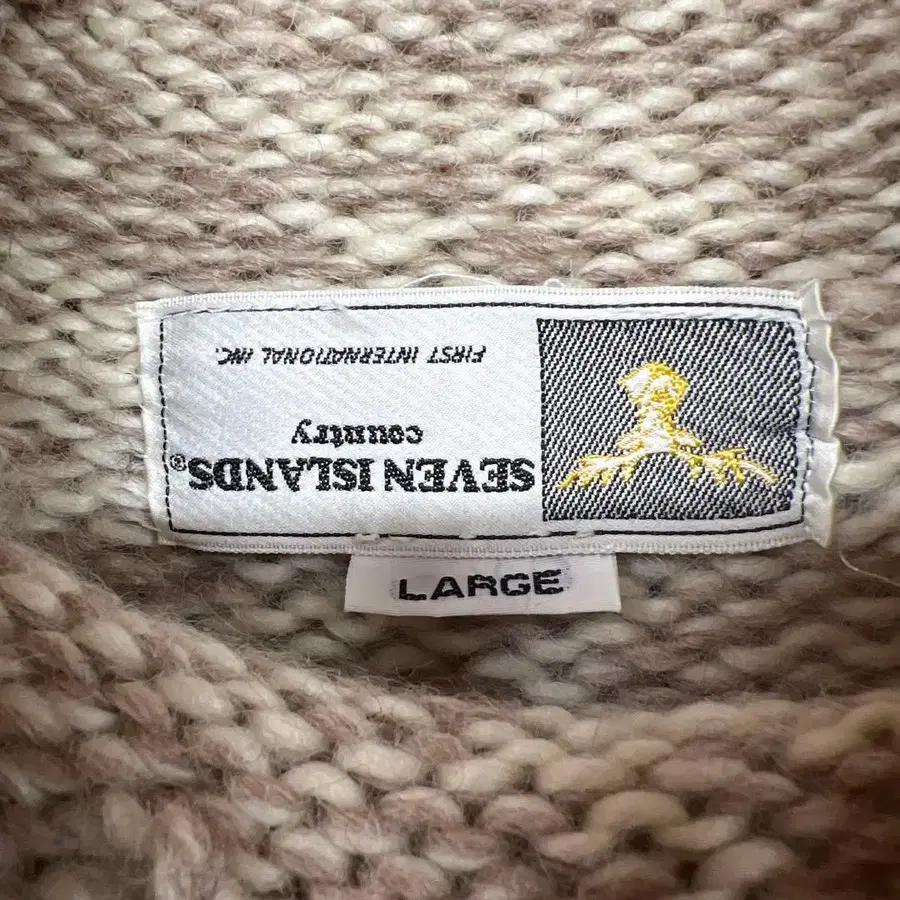 SEVEN ISLANDS®
country
FIRST INTERNATIONAL INC.
LARGE